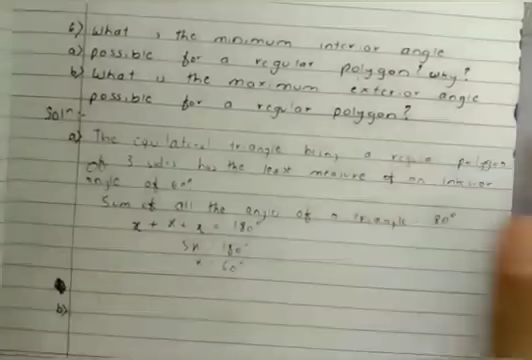 6) What is the minimum interior angle
a) possible for a regular polygon? why?
b) What is the maximum exterior angle
possible for a regular polygon?
Soln:-
a) The equilateral triangle being a regular polygon
of 3 sides has the least measure of an interior
angle of 60°
Sum of all the angles of a triangle = 180°
x + x + x = 180°
3x = 180°
x = 60°
b)